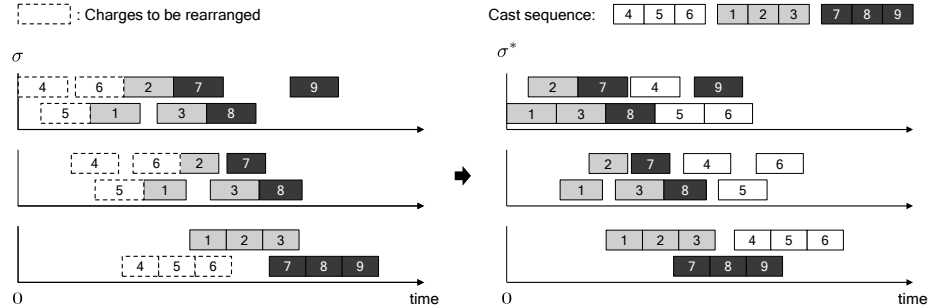 : Charges to be rearranged
Cast sequence: 4 5 6 1 2 3 7 8 9
σ
4 6 2 7 9
5 1 3 8
4 6 2 7
5 1 3 8
1 2 3
4 5 6 7 8 9
0 time
σ*
2 7 4 9
1 3 8 5 6
2 7 4 6
1 3 8 5
1 2 3 4 5 6
7 8 9
0 time